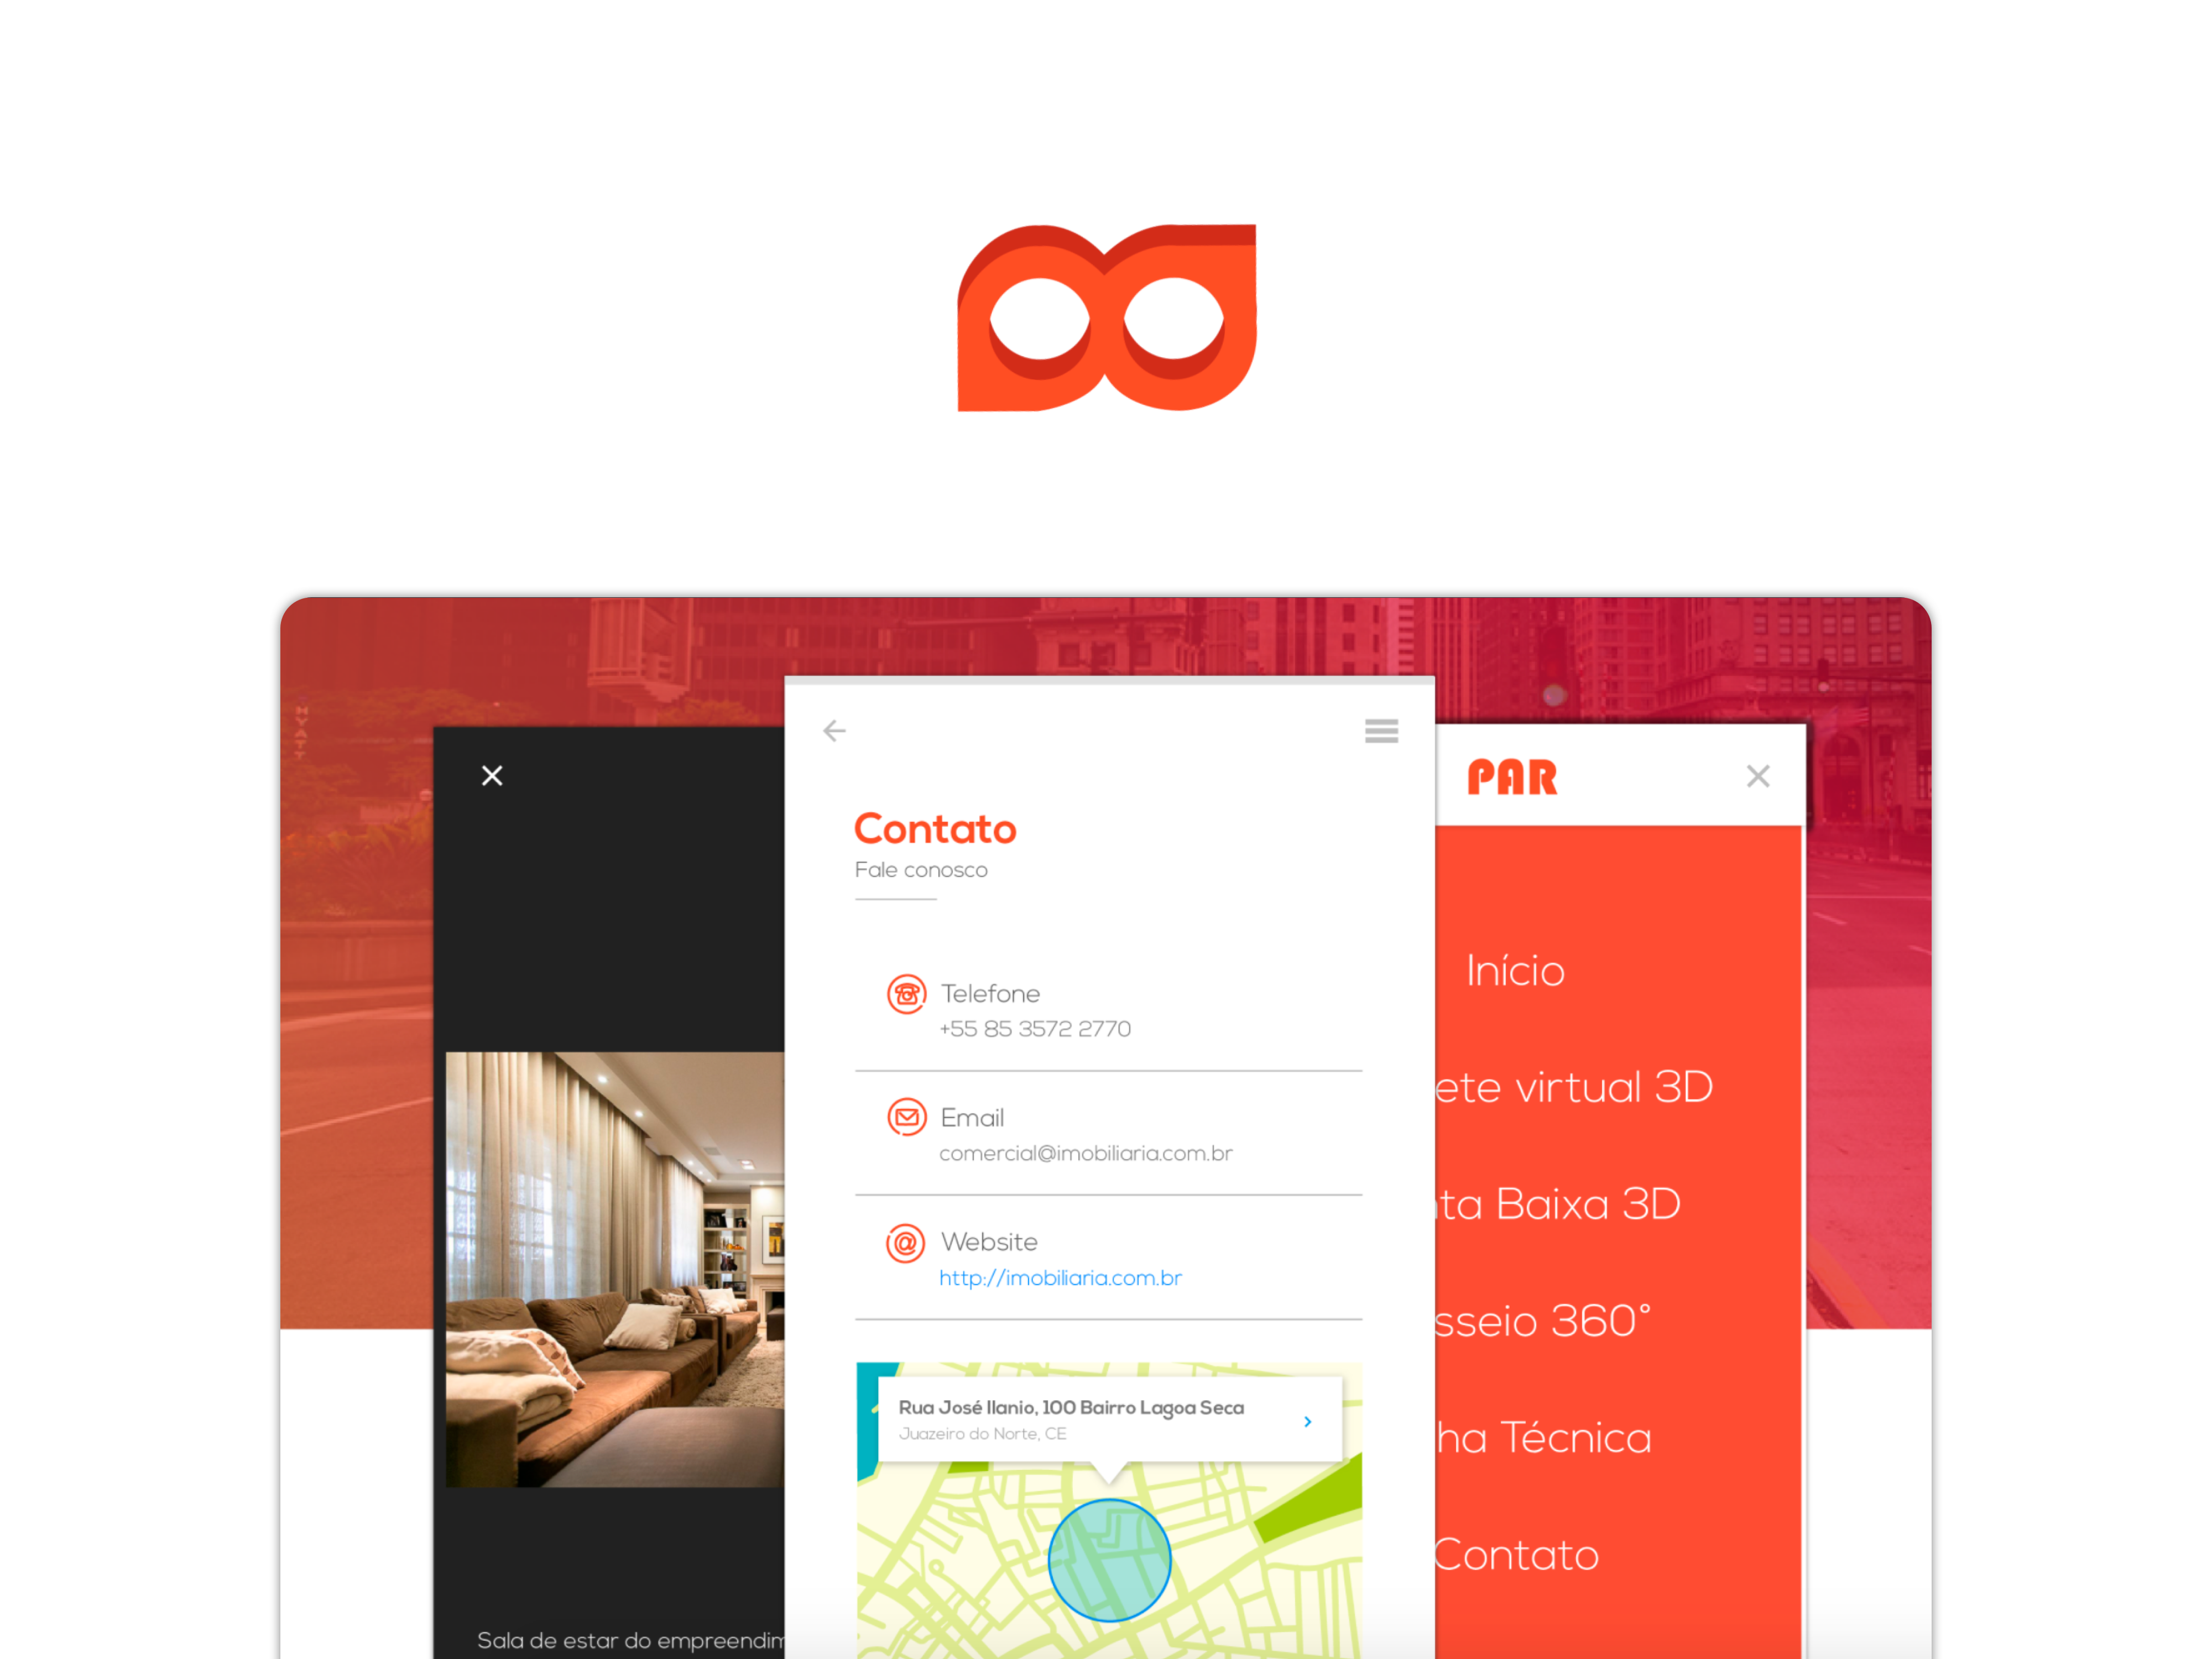 HYATT
Contato
Fale conosco
Telefone
+55 85 3572 2770
Email
comercial@imobiliaria.com.br
Website
http://imobiliaria.com.br
Rua José Ilanio, 100 Bairro Lagoa Seca
Juazeiro do Norte, CE
Sala de estar do empreendim
PAR
Início
ete virtual 3D
ta Baixa 3D
sseio 360°
ha Técnica
Contato